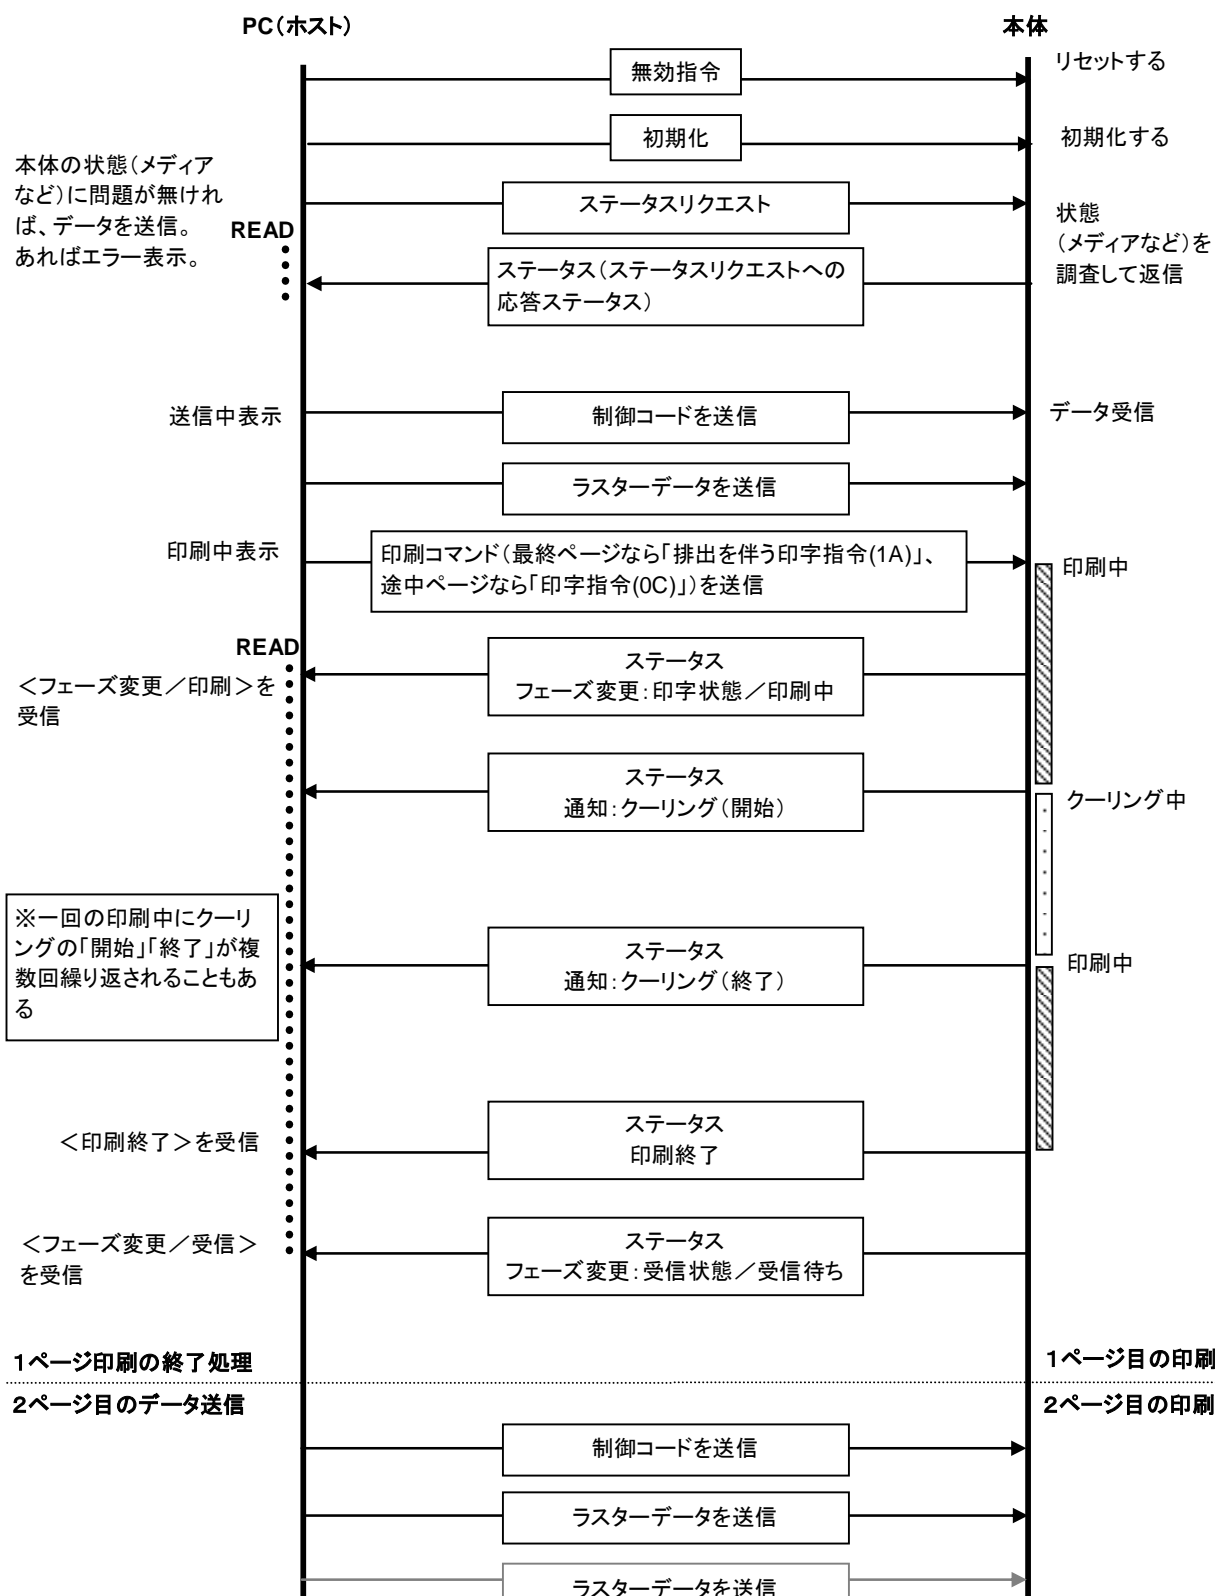 PC（ホスト）
本体
無効指令
リセットする
初期化
初期化する
本体の状態（メディア
などに問題が無けれ
ば、データを送信。
あればエラー表示。
READ
ステータスリクエスト
状態
（メディアなど）を
調査して返信
ステータス（ステータスリクエストへの
応答ステータス）
送信中表示
制御コードを送信
データ受信
ラスターデータを送信
印刷中表示
印刷コマンド（最終ページなら「排出を伴う印字指令(1A)」、
途中ページなら「印字指令(0C)」）を送信
印刷中
READ
＜フェーズ変更／印刷＞を
受信
ステータス
フェーズ変更：印字状態／印刷中
ステータス
通知：クーリング（開始）
クーリング中
※一回の印刷中にクーリ
ングの「開始」「終了」が複
数回繰り返されることもあ
る
ステータス
通知：クーリング（終了）
印刷中
＜印刷終了＞を受信
ステータス
印刷終了
＜フェーズ変更／受信＞
を受信
ステータス
フェーズ変更：受信状態／受信待ち
1ページ印刷の終了処理
1ページ目の印刷
2ページ目のデータ送信
2ページ目の印刷
制御コードを送信
ラスターデータを送信
ラスターデータを送信